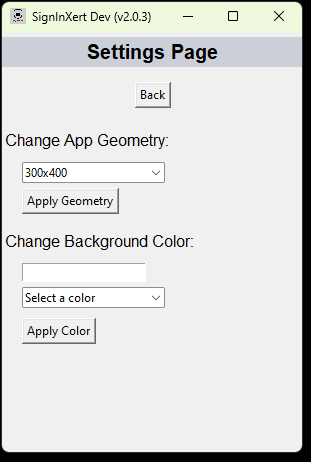 SignInXert Dev (v2.0.3)
Settings Page
Back
Change App Geometry:
300x400
Apply Geometry
Change Background Color:
Select a color
Apply Color